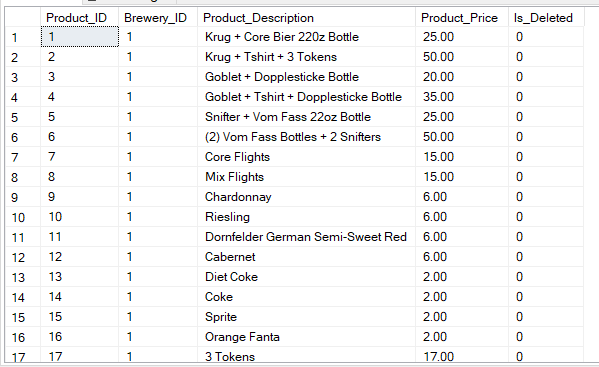 Product_ID Brewery_ID Product_Description Product_Price Is_Deleted
1 1 1 Krug + Core Bier 220z Bottle 25.00 0
2 2 1 Krug + Tshirt + 3 Tokens 50.00 0
3 3 1 Goblet + Dopplesticke Bottle 20.00 0
4 4 1 Goblet + Tshirt + Dopplesticke Bottle 35.00 0
5 5 1 Snifter + Vom Fass 22oz Bottle 25.00 0
6 6 1 (2) Vom Fass Bottles + 2 Snifters 50.00 0
7 7 1 Core Flights 15.00 0
8 8 1 Mix Flights 15.00 0
9 9 1 Chardonnay 6.00 0
10 10 1 Riesling 6.00 0
11 11 1 Dornfelder German Semi-Sweet Red 6.00 0
12 12 1 Cabernet 6.00 0
13 13 1 Diet Coke 2.00 0
14 14 1 Coke 2.00 0
15 15 1 Sprite 2.00 0
16 16 1 Orange Fanta 2.00 0
17 17 1 3 Tokens 17.00 0